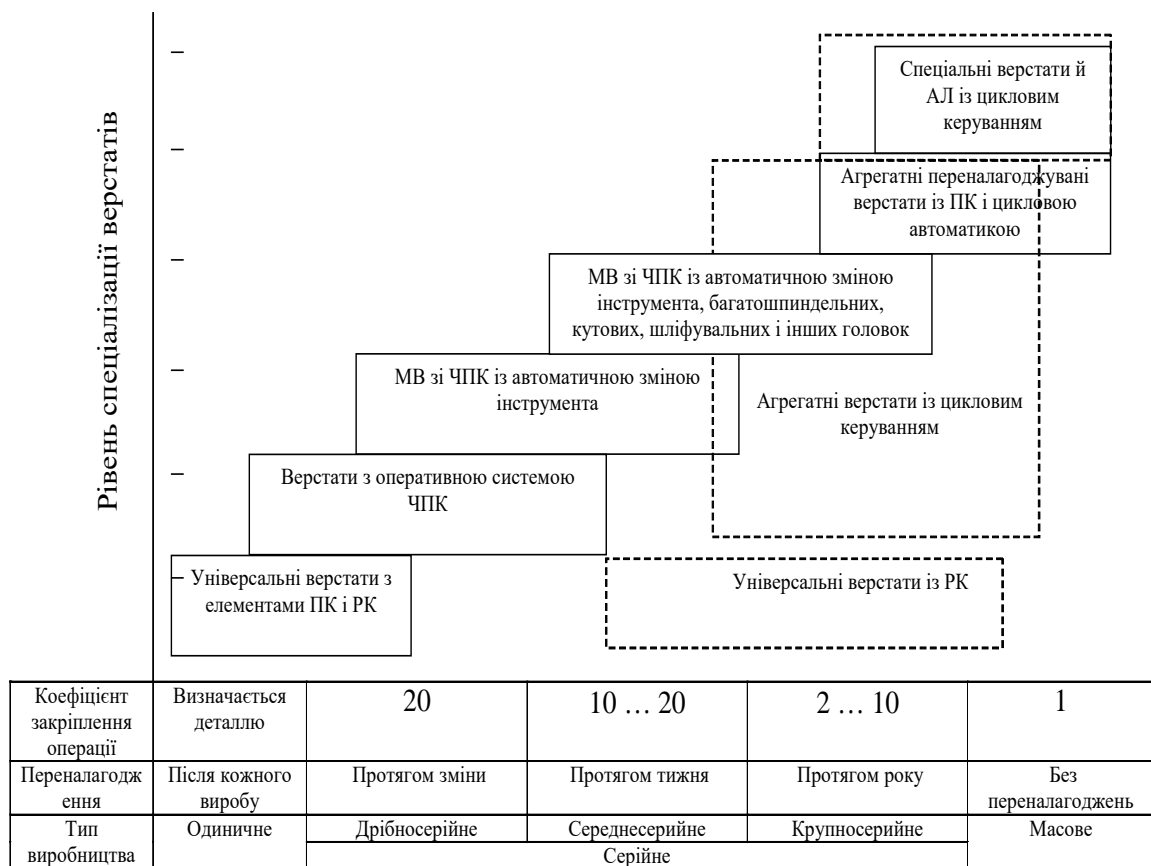 Рівень спеціалізації верстатів
Спеціальні верстати й
АЛ із цикловим
керуванням
Агрегатні переналагоджувані
верстати із ПК і цикловою
автоматикою
МВ зі ЧПК із автоматичною зміною
інструмента, багатошпиндельних,
кутових, шліфувальних і інших головок
МВ зі ЧПК із автоматичною зміною
інструмента
Агрегатні верстати із цикловим
керуванням
Верстати з оперативною системою
ЧПК
Універсальні верстати з
елементами ПК і РК
Універсальні верстати із РК
Коефіцієнт
закріплення
операції
Визначається
деталлю
20
10 … 20
2 … 10
1
Переналагодж
ення
Після кожного
виробу
Протягом зміни
Протягом тижня
Протягом року
Без
переналагоджень
Тип
виробництва
Одиничне
Дрібносерійне
Середнесерийне
Крупносерийне
Масове
Серійне